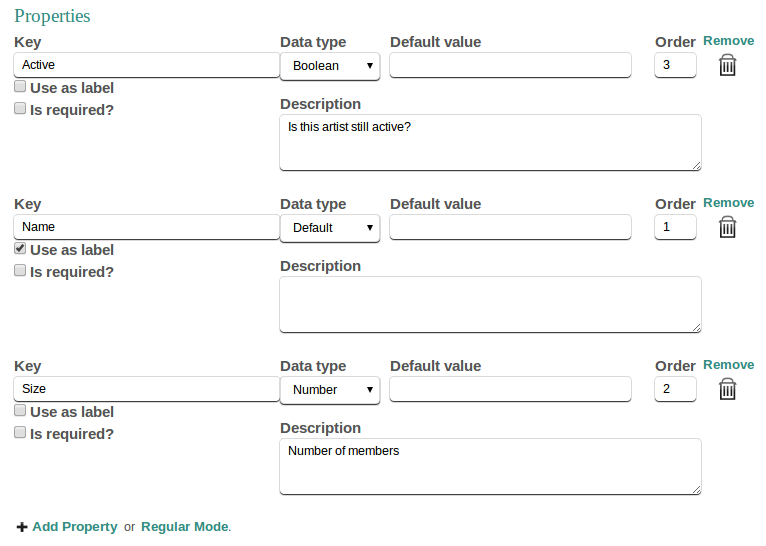 Properties
Key Data type Default value Order Remove
Active Boolean 3
Use as label
Is required?
Description
Is this artist still active?
Key Data type Default value Order Remove
Name Default 1
Use as label
Is required?
Description
Key Data type Default value Order Remove
Size Number 2
Use as label
Is required?
Description
Number of members
Add Property or Regular Mode.